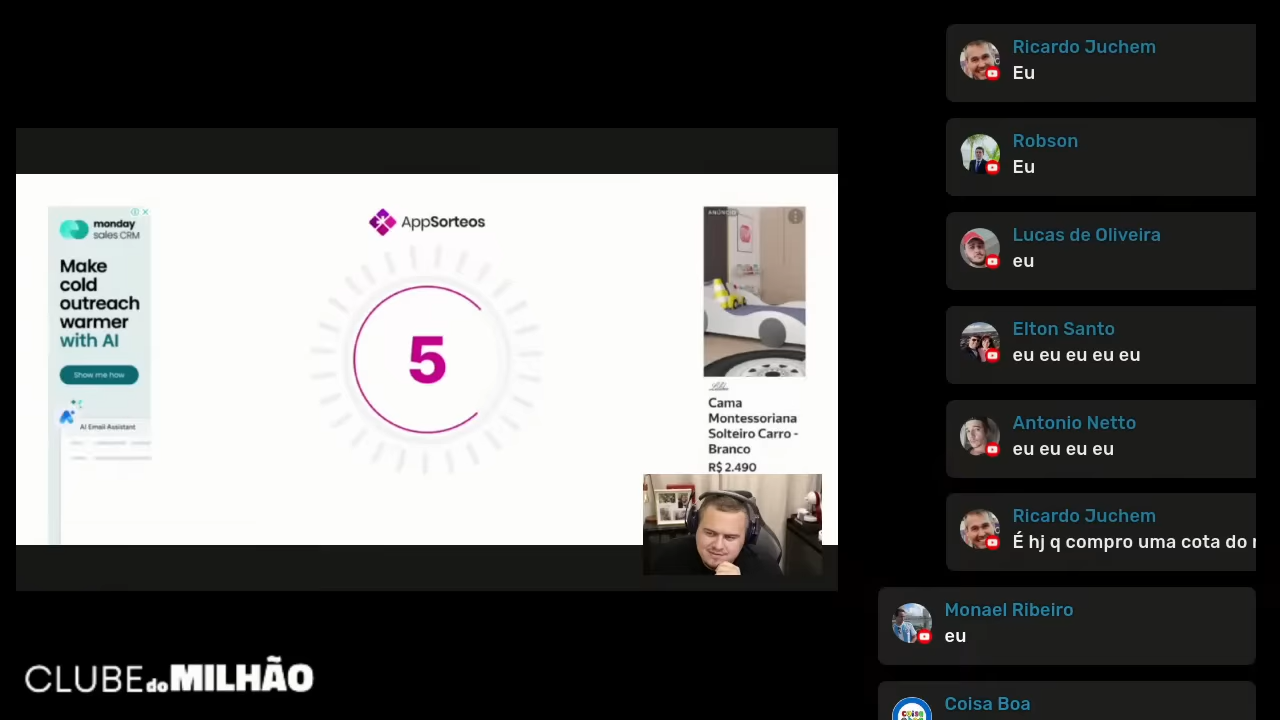 monday
sales CRM
Make
cold
outreach
warmer
with AI
Show me how
AI Email Assistant
AppSorteos
5
ANÚNCIO
Cama
Montessoriana
Solteiro Carro -
Branco
R$ 2.490
CLUBE do MILHÃO
Ricardo Juchem
Eu
Robson
Eu
Lucas de Oliveira
eu
Elton Santo
eu eu eu eu eu
Antonio Netto
eu eu eu eu
Ricardo Juchem
É hj q compro uma cota do
Monael Ribeiro
eu
Coisa Boa